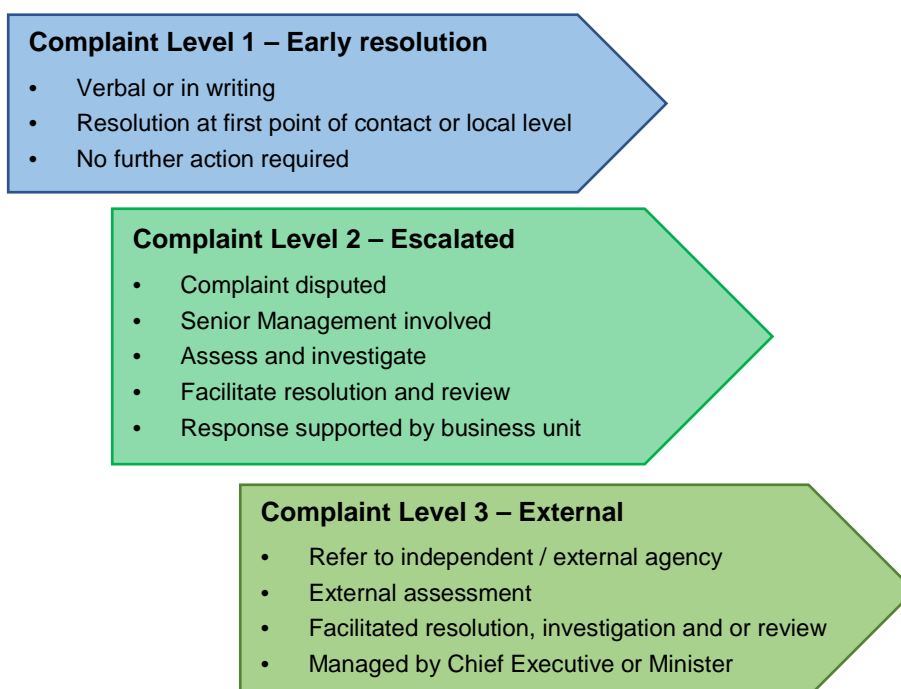 Complaint Level 1 – Early resolution
• Verbal or in writing
• Resolution at first point of contact or local level
• No further action required
Complaint Level 2 – Escalated
• Complaint disputed
• Senior Management involved
• Assess and investigate
• Facilitate resolution and review
• Response supported by business unit
Complaint Level 3 – External
• Refer to independent / external agency
• External assessment
• Facilitated resolution, investigation and or review
• Managed by Chief Executive or Minister